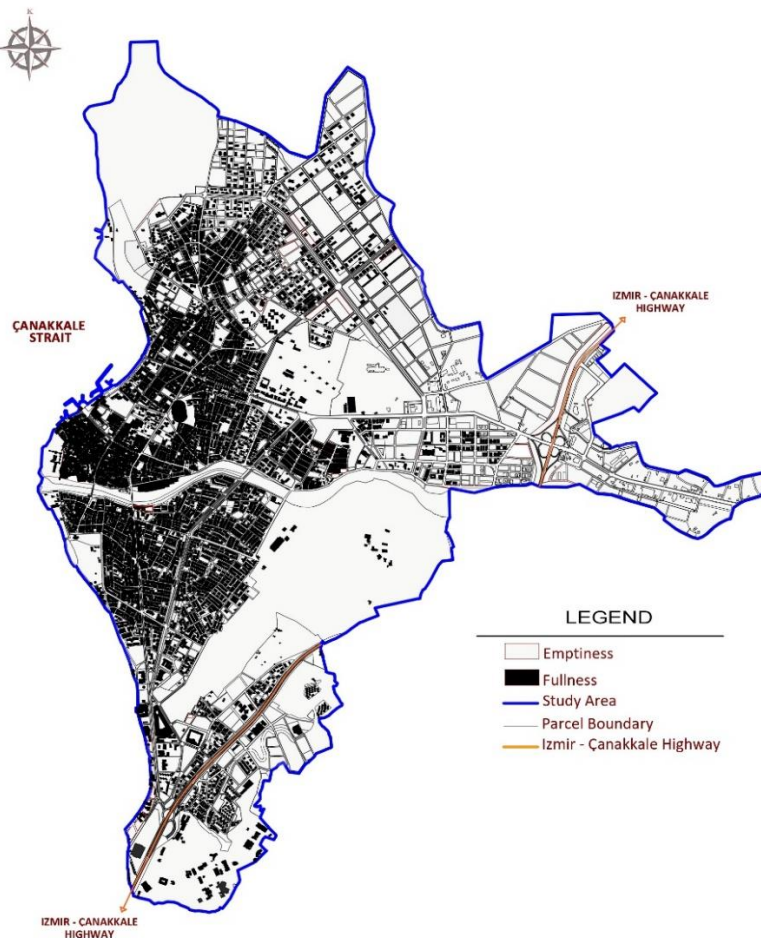 K
IZMIR - ÇANAKKALE
HIGHWAY
ÇANAKKALE
STRAIT
LEGEND
Emptiness
Fullness
Study Area
Parcel Boundary
Izmir - Çanakkale Highway
IZMIR - ÇANAKKALE
HIGHWAY